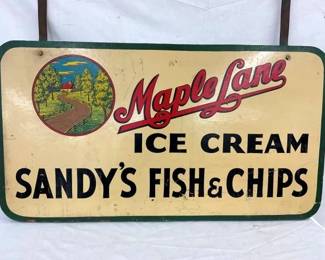 Maple Lane
ICE CREAM
SANDY'S FISH & CHIPS